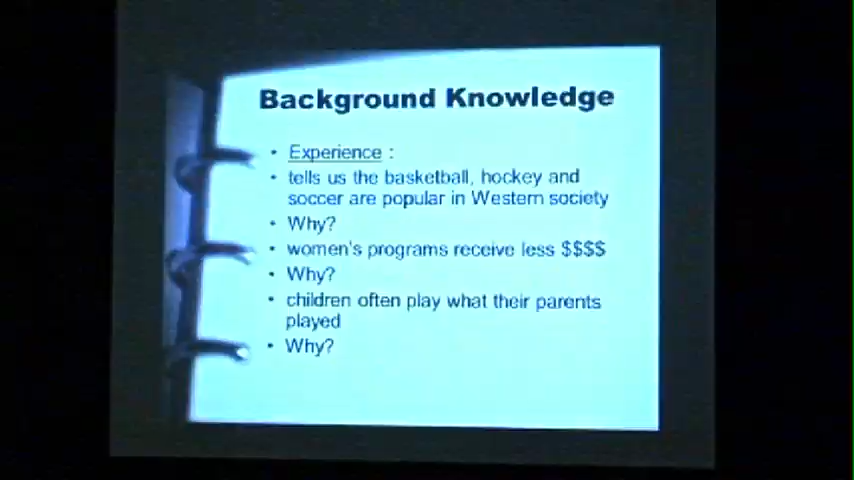 Background Knowledge
• Experience :
• tells us the basketball, hockey and
soccer are popular in Western society
• Why?
• women's programs receive less $$$$
• Why?
• children often play what their parents
played
• Why?